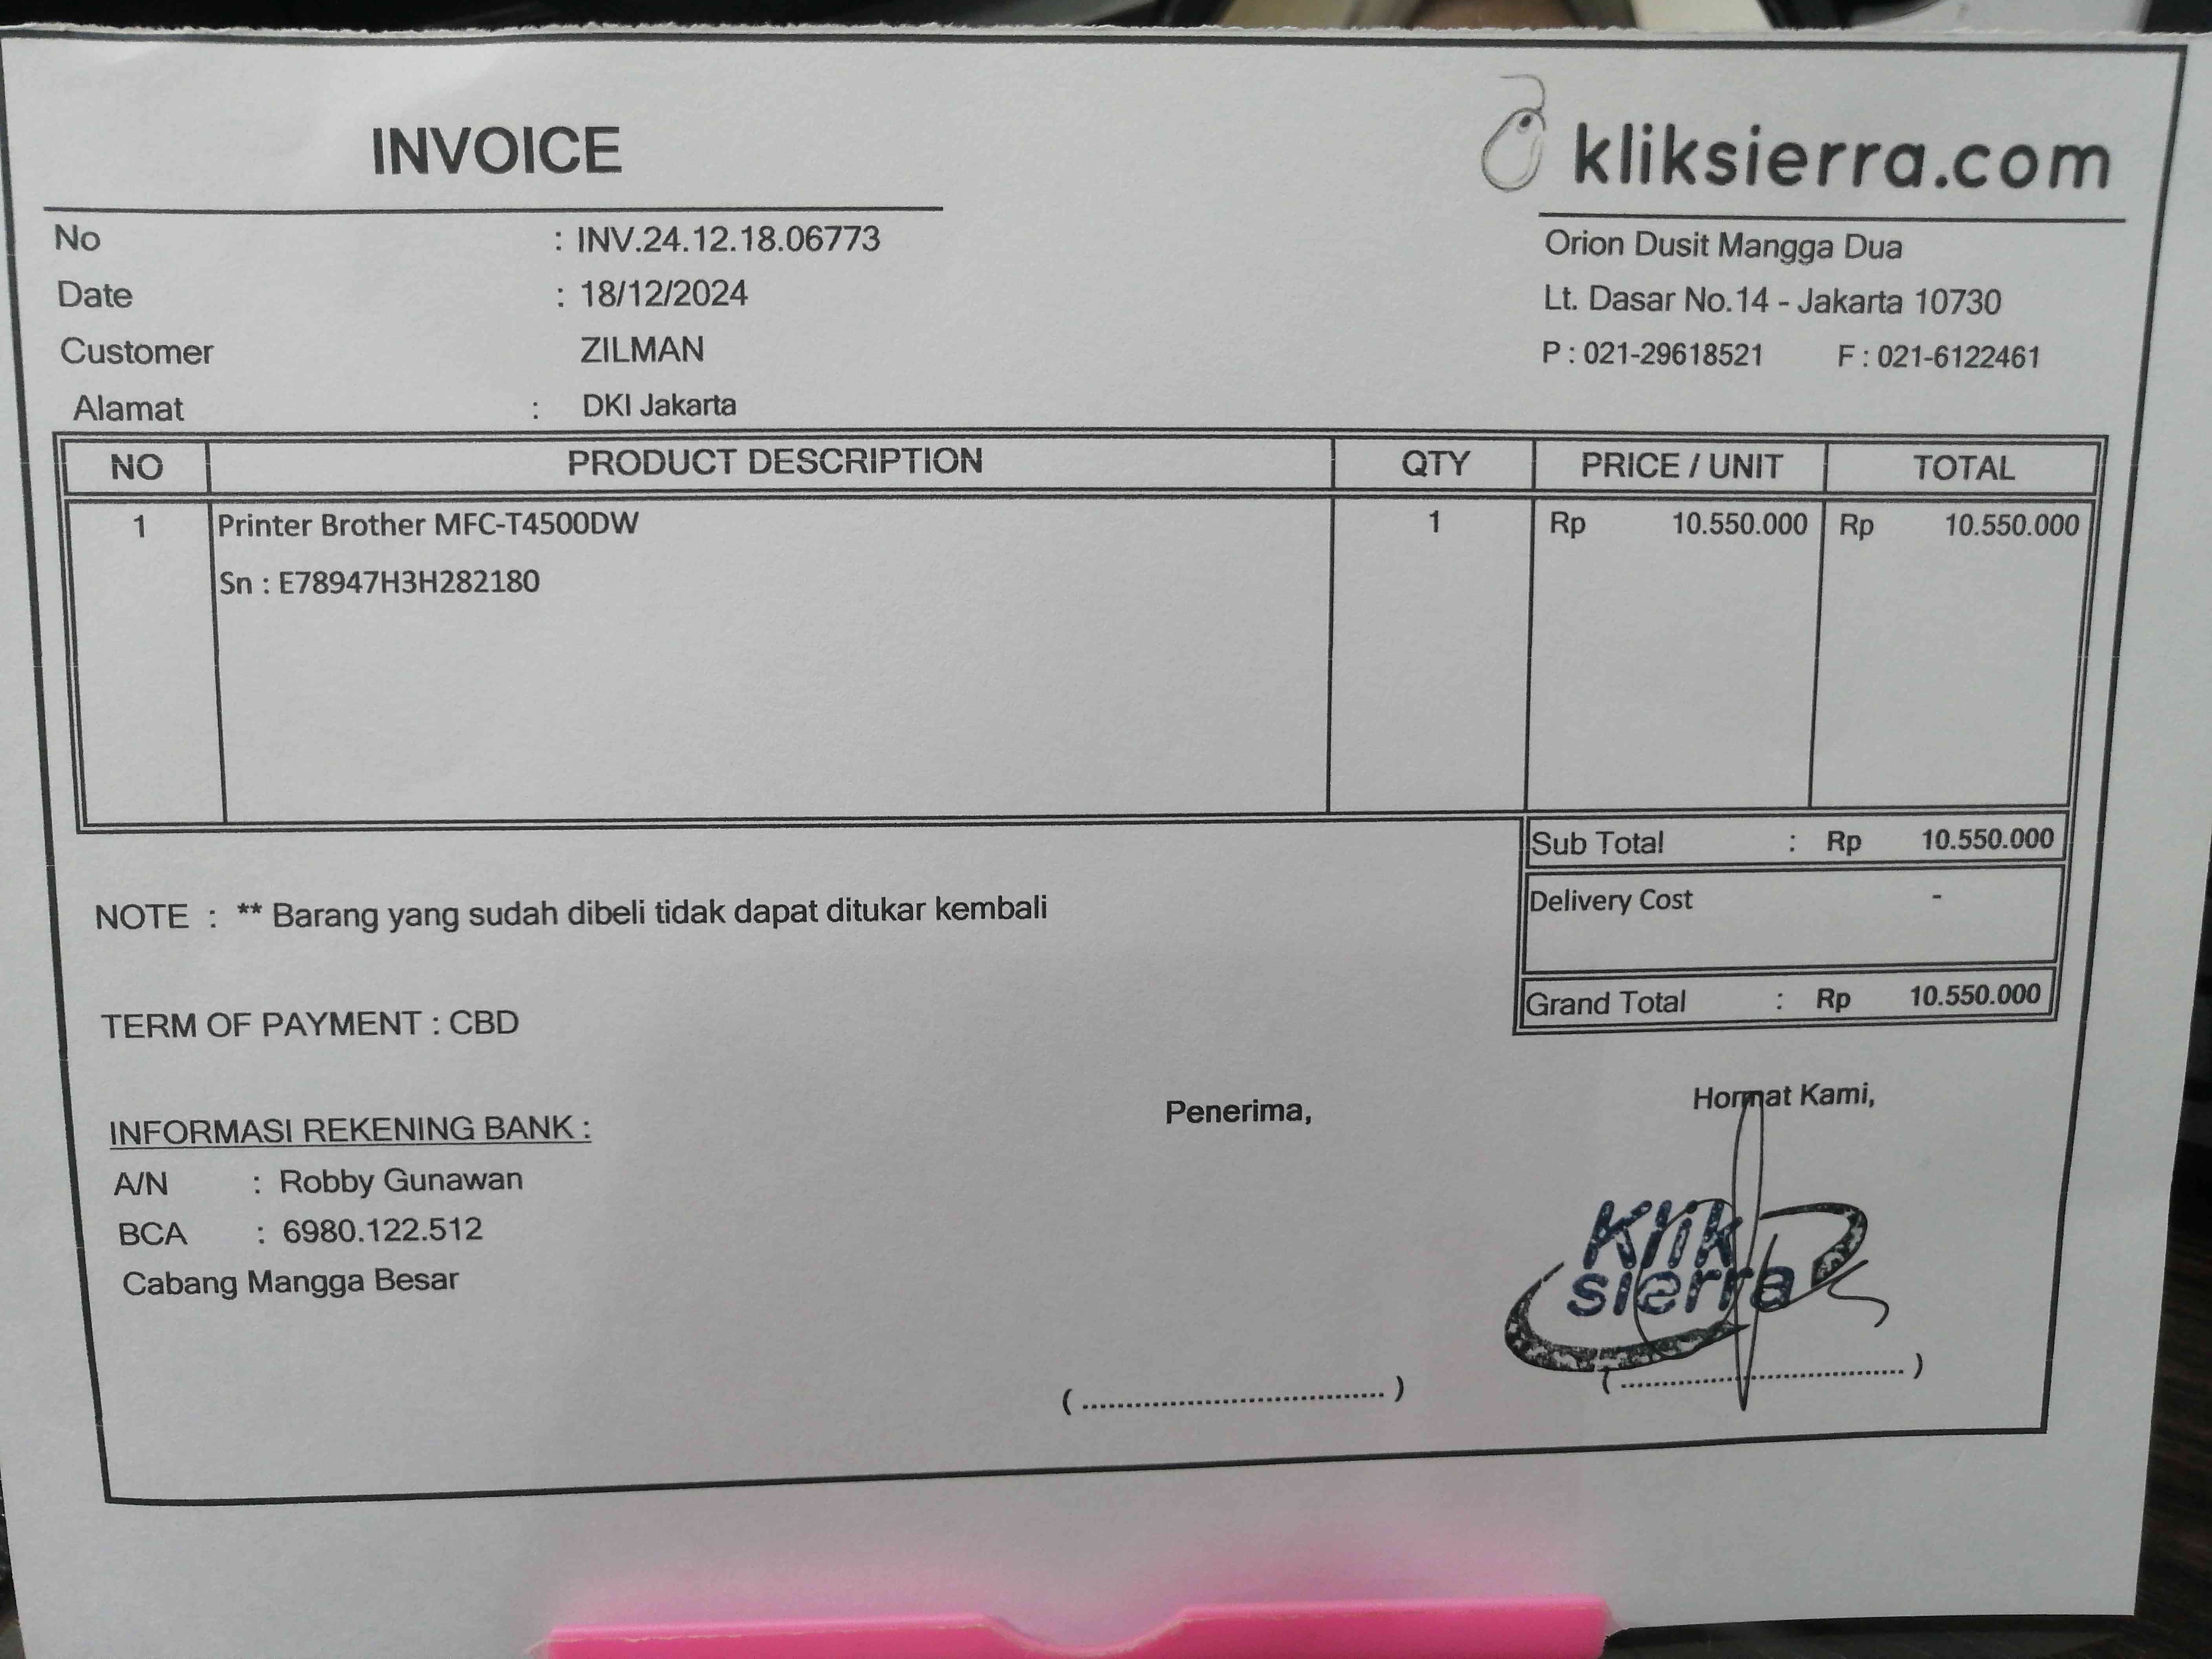 INVOICE
kliksierra.com
No : INV.24.12.18.06773
Date : 18/12/2024
Customer ZILMAN
Alamat : DKI Jakarta
Orion Dusit Mangga Dua
Lt. Dasar No.14 - Jakarta 10730
P : 021-29618521 F : 021-6122461
NO PRODUCT DESCRIPTION QTY PRICE / UNIT TOTAL
1 Printer Brother MFC-T4500DW 1 Rp 10.550.000 Rp 10.550.000
Sn : E78947H3H282180
Sub Total : Rp 10.550.000
Delivery Cost -
Grand Total : Rp 10.550.000
NOTE : ** Barang yang sudah dibeli tidak dapat ditukar kembali
TERM OF PAYMENT : CBD
INFORMASI REKENING BANK :
A/N : Robby Gunawan
BCA : 6980.122.512
Cabang Mangga Besar
Penerima,
(..............................)
Hormat Kami,
Klik
sierra
(..............................)